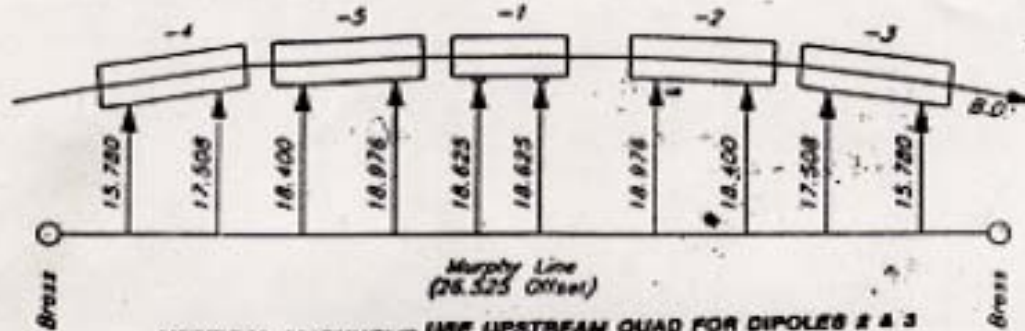 -4
-5
-1
-2
-3
B.D.
15.780
17.508
18.400
18.976
18.625
18.625
18.976
18.400
17.508
15.780
Murphy Line
(26.525 Offset)
Brass
Brass
USE UPSTREAM QUAD FOR DIPOLES 2 & 3